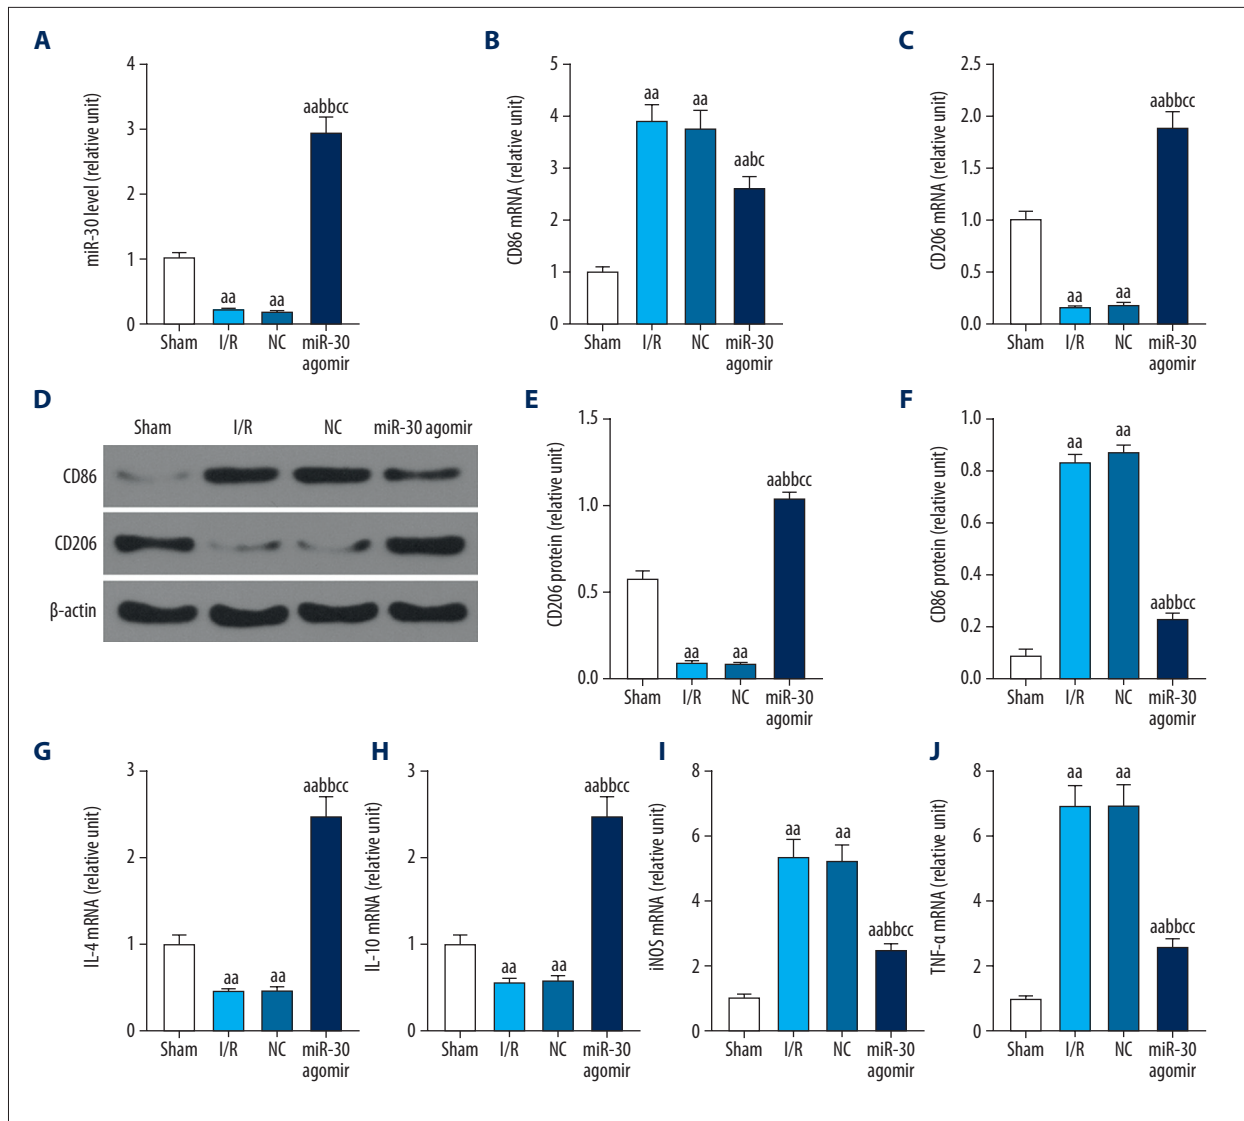 A
miR-30 level (relative unit)
4
3
2
1
0
aa
aa
aabbcc
Sham
I/R
NC
miR-30
agomir
B
CD86 mRNA (relative unit)
5
4
3
2
1
0
aa
aa
aabc
Sham
I/R
NC
miR-30
agomir
C
CD206 mRNA (relative unit)
2.5
2.0
1.5
1.0
0.5
0.0
aa
aa
aabbcc
Sham
I/R
NC
miR-30
agomir
D
Sham I/R NC miR-30 agomir
CD86
CD206
β-actin
E
CD206 protein (relative unit)
1.5
1.0
0.5
0.0
aa
aa
aabbcc
Sham
I/R
NC
miR-30
agomir
F
CD86 protein (relative unit)
1.0
0.8
0.6
0.4
0.2
0.0
aa
aa
aabbcc
Sham
I/R
NC
miR-30
agomir
G
IL-4 mRNA (relative unit)
3
2
1
0
aa
aa
aabbcc
Sham
I/R
NC
miR-30
agomir
H
IL-10 mRNA (relative unit)
3
2
1
0
aa
aa
aabbcc
Sham
I/R
NC
miR-30
agomir
I
iNOS mRNA (relative unit)
8
6
4
2
0
aa
aa
aabbcc
Sham
I/R
NC
miR-30
agomir
J
TNF-α mRNA (relative unit)
8
6
4
2
0
aa
aa
aabbcc
Sham
I/R
NC
miR-30
agomir